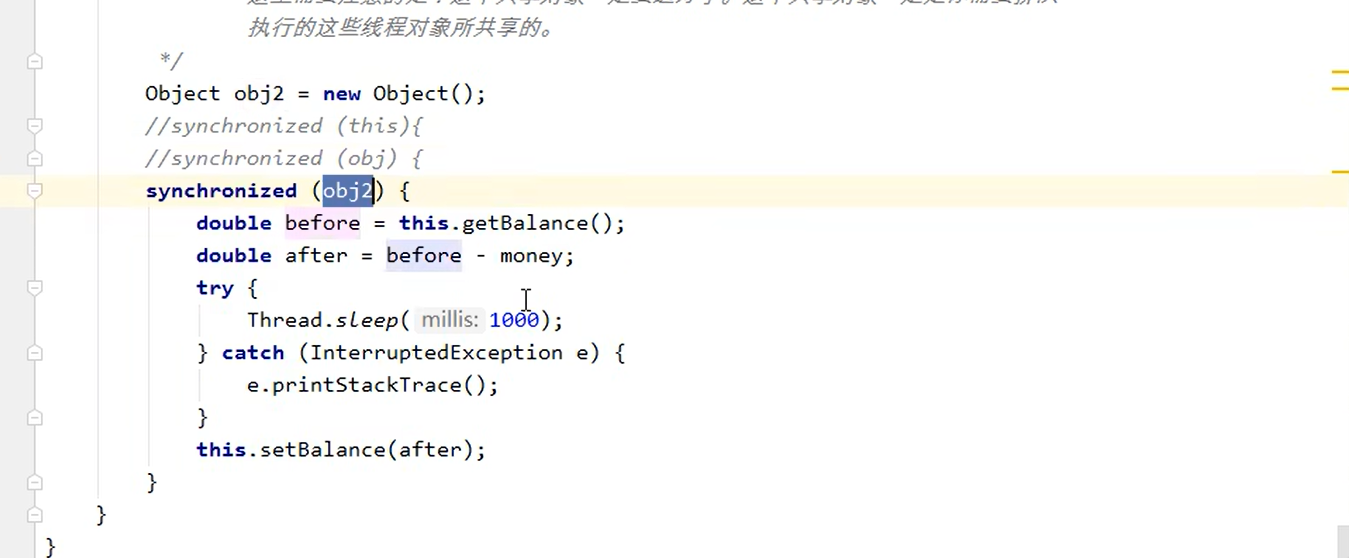 执行的这些线程对象所共享的。
*/
Object obj2 = new Object();
//synchronized (this){
//synchronized (obj) {
synchronized (obj2) {
double before = this.getBalance();
double after = before - money;
try {
Thread.sleep( millis: 1000);
} catch (InterruptedException e) {
e.printStackTrace();
}
this.setBalance(after);
}
}
}